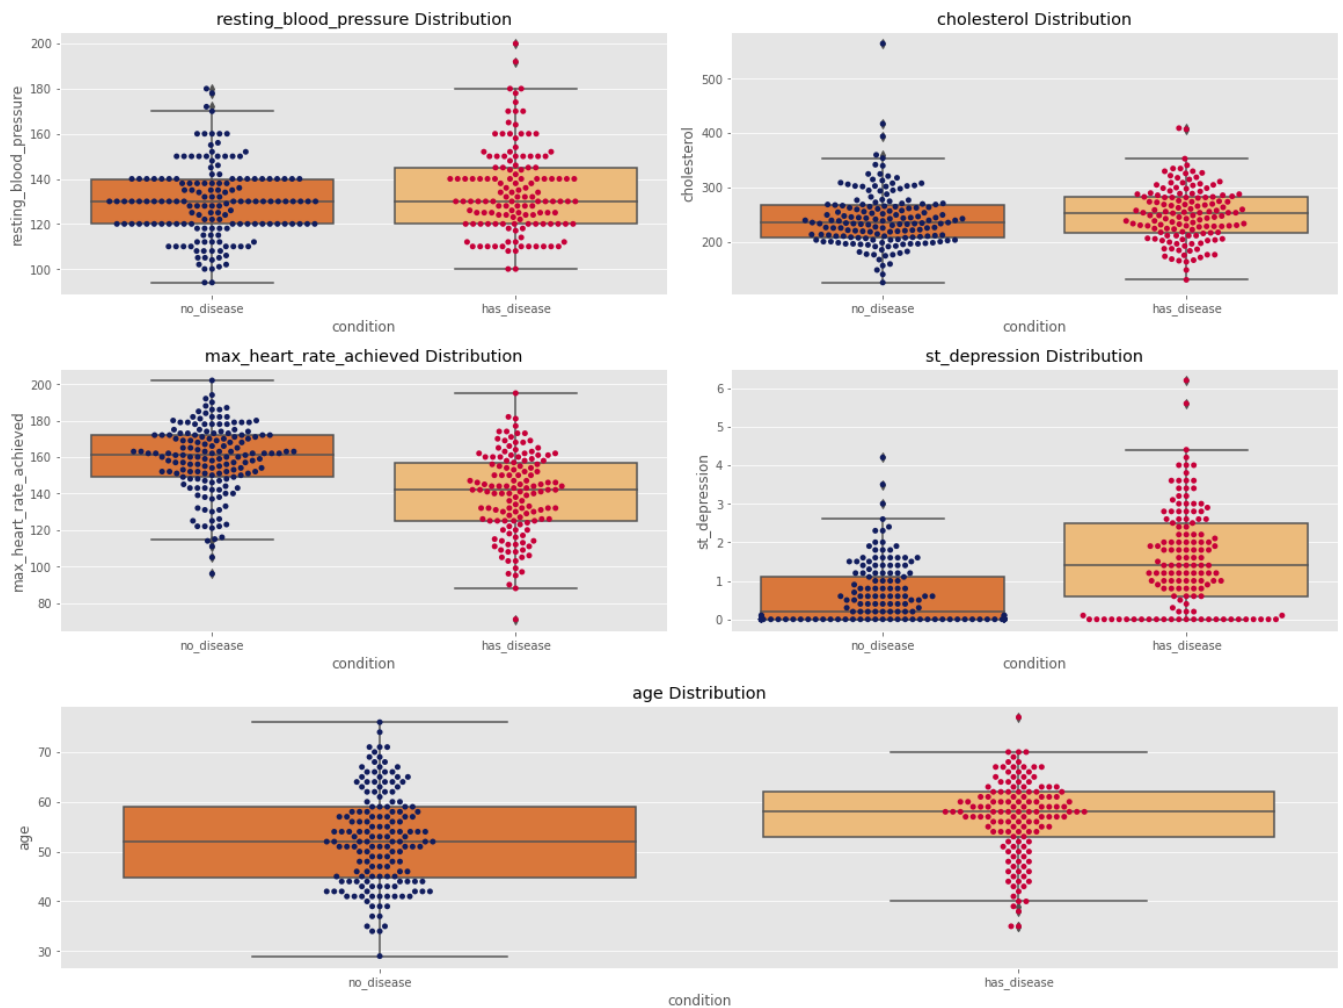 resting_blood_pressure Distribution
resting_blood_pressure
200
180
160
140
120
100
no_disease
has_disease
condition
cholesterol Distribution
cholesterol
500
400
300
200
no_disease
has_disease
condition
max_heart_rate_achieved Distribution
max_heart_rate_achieved
200
180
160
140
120
100
80
no_disease
has_disease
condition
st_depression Distribution
st_depression
6
5
4
3
2
1
0
no_disease
has_disease
condition
age Distribution
age
70
60
50
40
30
no_disease
has_disease
condition